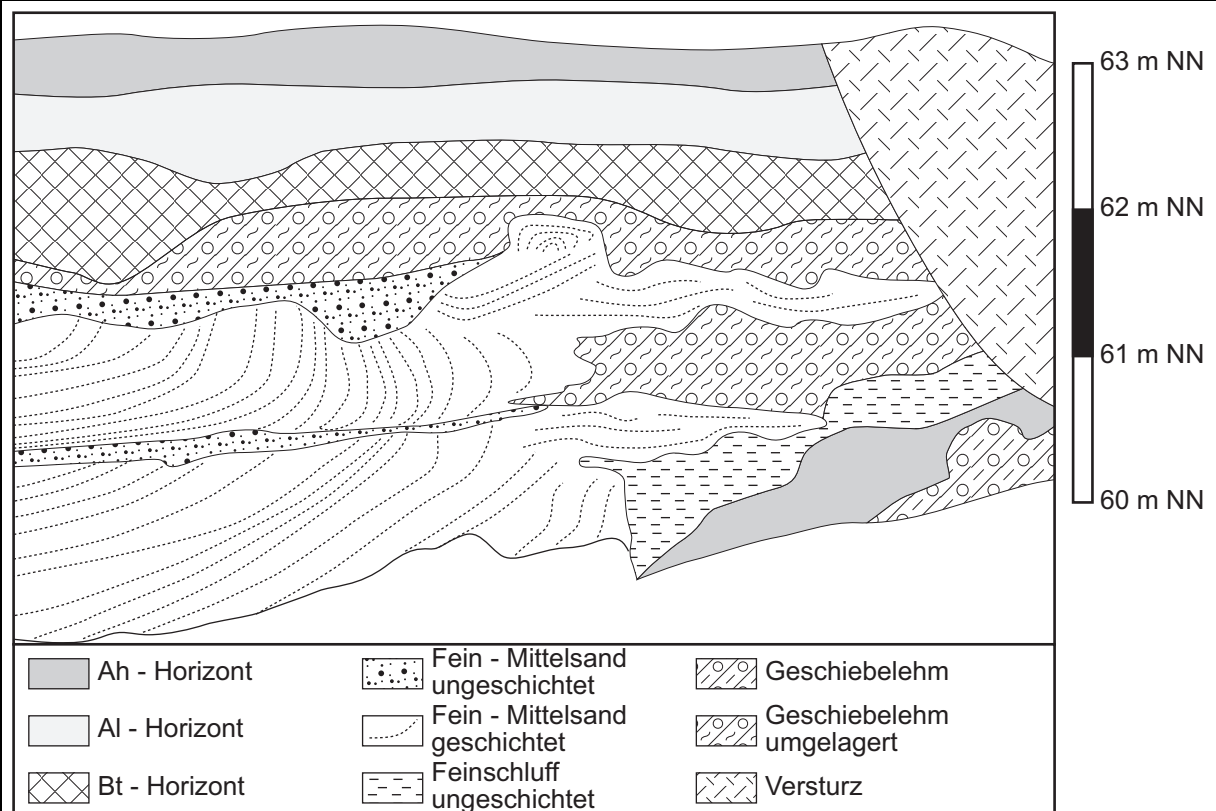 63 m NN
62 m NN
61 m NN
60 m NN
Ah - Horizont
Al - Horizont
Bt - Horizont
Fein - Mittelsand
ungeschichtet
Fein - Mittelsand
geschichtet
Feinschluff
ungeschichtet
Geschiebelehm
Geschiebelehm
umgelagert
Versturz